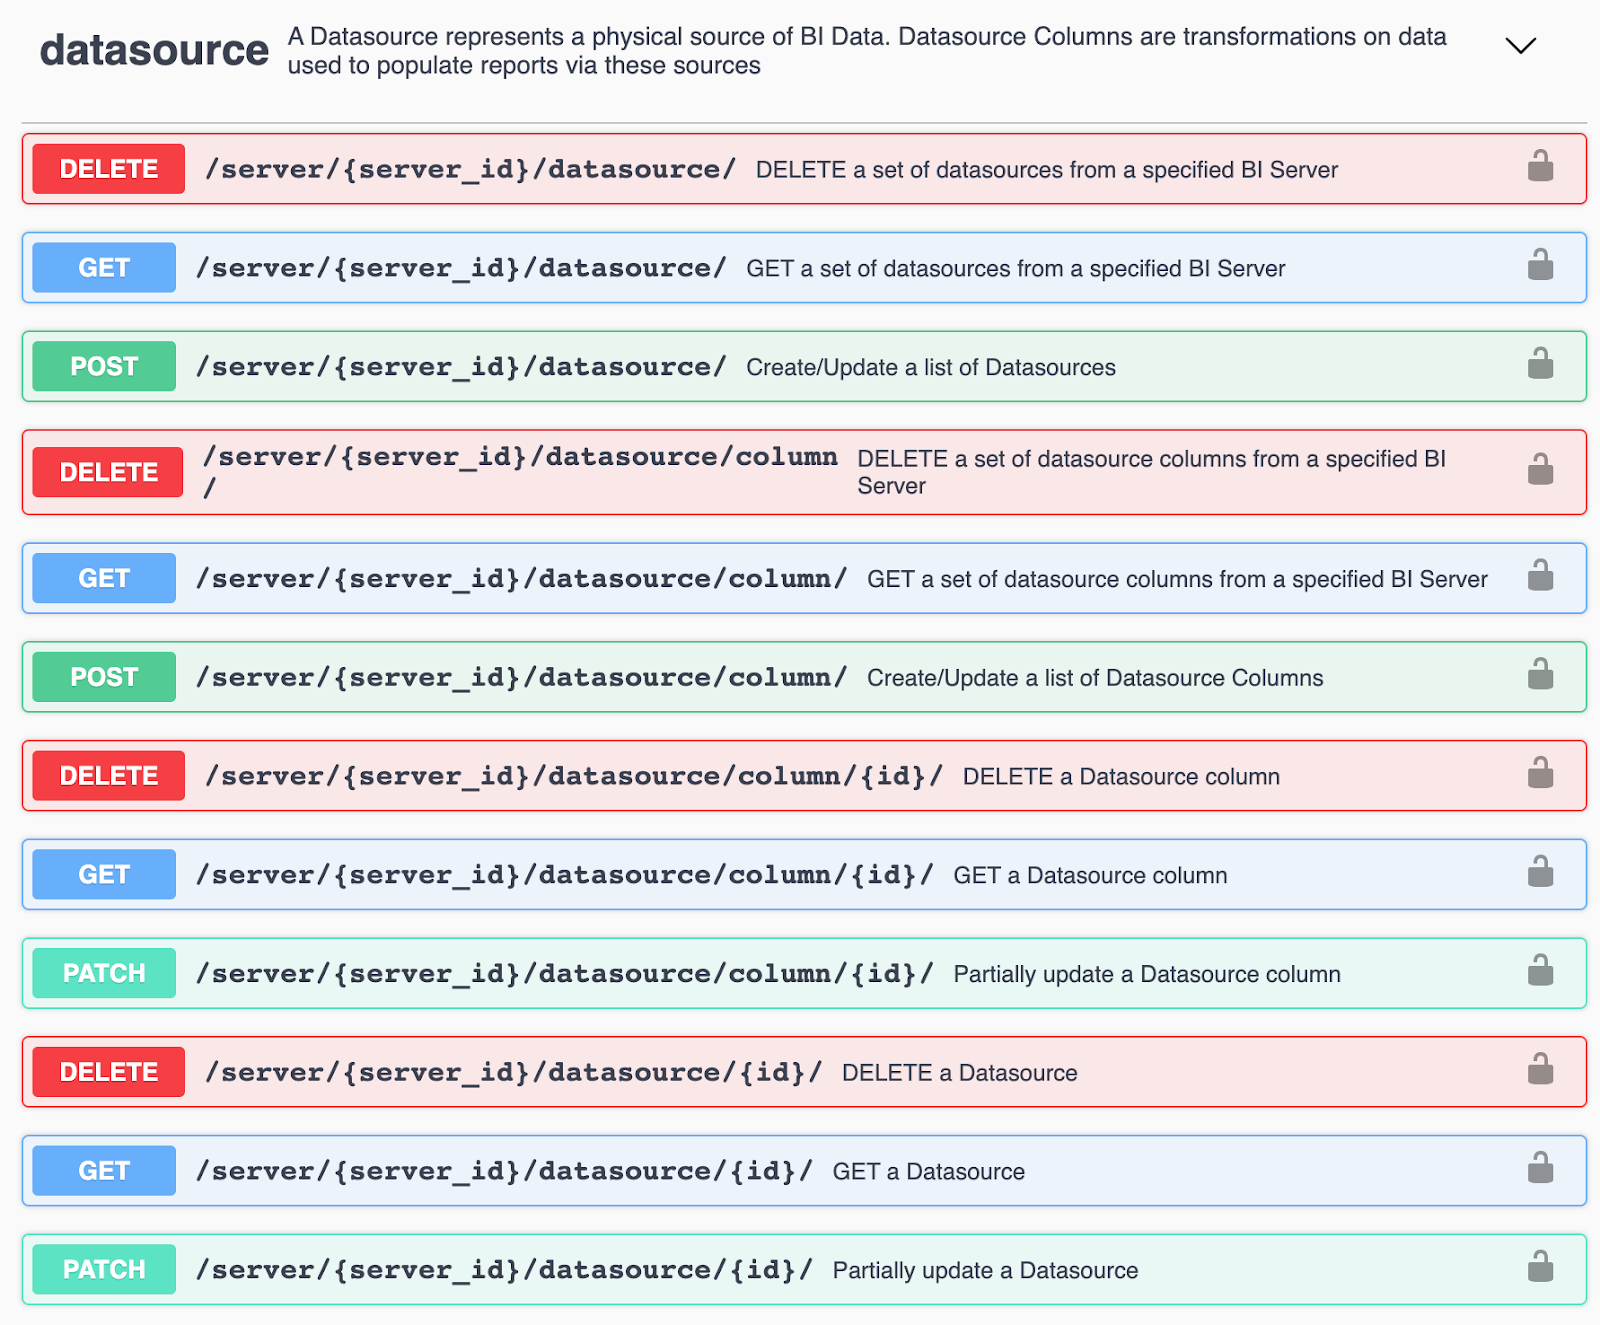 datasource A Datasource represents a physical source of BI Data. Datasource Columns are transformations on data
used to populate reports via these sources
DELETE /server/{server_id}/datasource/ DELETE a set of datasources from a specified BI Server
GET /server/{server_id}/datasource/ GET a set of datasources from a specified BI Server
POST /server/{server_id}/datasource/ Create/Update a list of Datasources
DELETE /server/{server_id}/datasource/column DELETE a set of datasource columns from a specified BI
/ Server
GET /server/{server_id}/datasource/column/ GET a set of datasource columns from a specified BI Server
POST /server/{server_id}/datasource/column/ Create/Update a list of Datasource Columns
DELETE /server/{server_id}/datasource/column/{id}/ DELETE a Datasource column
GET /server/{server_id}/datasource/column/{id}/ GET a Datasource column
PATCH /server/{server_id}/datasource/column/{id}/ Partially update a Datasource column
DELETE /server/{server_id}/datasource/{id}/ DELETE a Datasource
GET /server/{server_id}/datasource/{id}/ GET a Datasource
PATCH /server/{server_id}/datasource/{id}/ Partially update a Datasource